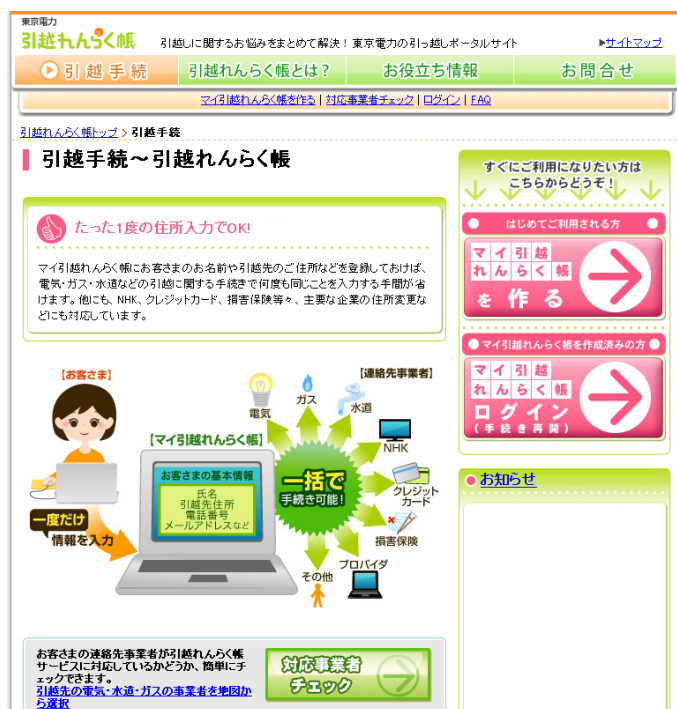 東京電力
引越れんらく帳
引越しに関するお悩みをまとめて解決！東京電力の引っ越しポータルサイト
▶サイトマップ
引越手続
引越れんらく帳とは？
お役立ち情報
お問合せ
マイ引越れんらく帳を作る | 対応事業者チェック | ログイン | FAQ
引越れんらく帳トップ > 引越手続
引越手続～引越れんらく帳
たった1度の住所入力でOK!
マイ引越れんらく帳にお客さまのお名前や引越先のご住所などを登録しておけば、
電気・ガス・水道などの引越に関する手続きで何度も同じことを入力する手間が省
けます。他にも、NHK、クレジットカード、損害保険等々、主要な企業の住所変更な
どにも対応しています。
【お客さま】
【連絡先事業者】
電気
ガス
水道
NHK
クレジット
カード
損害保険
プロバイダ
その他
【マイ引越れんらく帳】
お客さまの基本情報
氏名
引越先住所
電話番号
メールアドレスなど
一括で
手続き可能!
一度だけ
情報を入力
お客さまの連絡先事業者が引越れんらく帳
サービスに対応しているかどうか、簡単にチ
ェックできます。
引越先の電気・水道・ガスの事業者を地図か
ら選択
対応事業者
チェック
すぐにご利用になりたい方は
こちらからどうぞ！
はじめてご利用される方
マイ引越
れんらく帳
を作る
マイ引越れんらく帳を作成済みの方
マイ引越
れんらく帳
ログイン
(手続き再開)
お知らせ